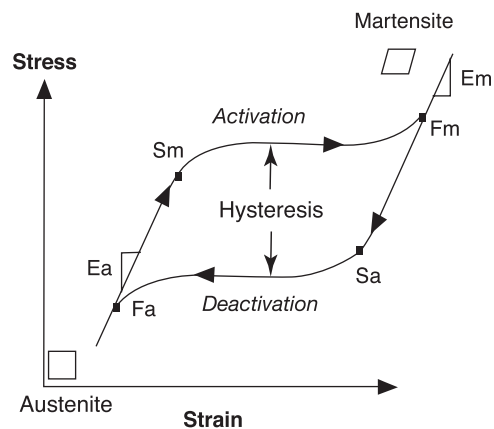 Martensite
Stress
Em
Activation
Fm
Sm
Hysteresis
Ea
Sa
Fa
Deactivation
Austenite
Strain